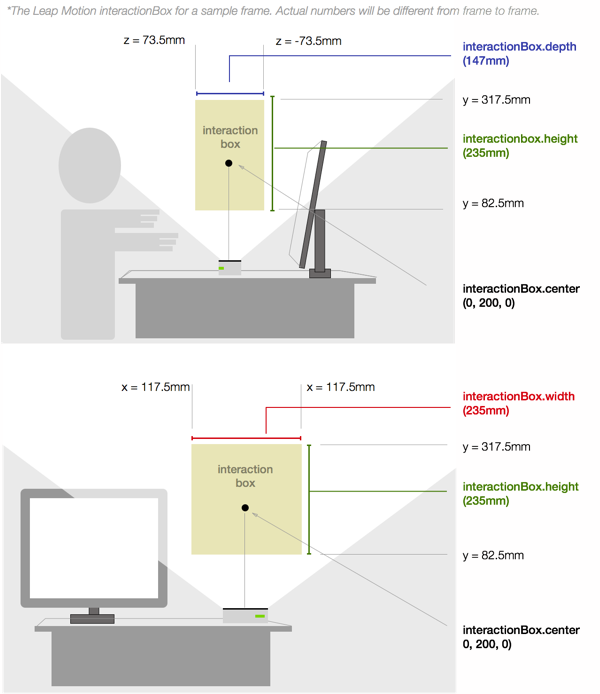 *The Leap Motion interactionBox for a sample frame. Actual numbers will be different from frame to frame.
z = 73.5mm
z = -73.5mm
interactionBox.depth
(147mm)
y = 317.5mm
interaction
box
interactionbox.height
(235mm)
y = 82.5mm
interactionBox.center
(0, 200, 0)
x = 117.5mm
x = 117.5mm
interactionBox.width
(235mm)
y = 317.5mm
interaction
box
interactionBox.height
(235mm)
y = 82.5mm
interactionBox.center
0, 200, 0)